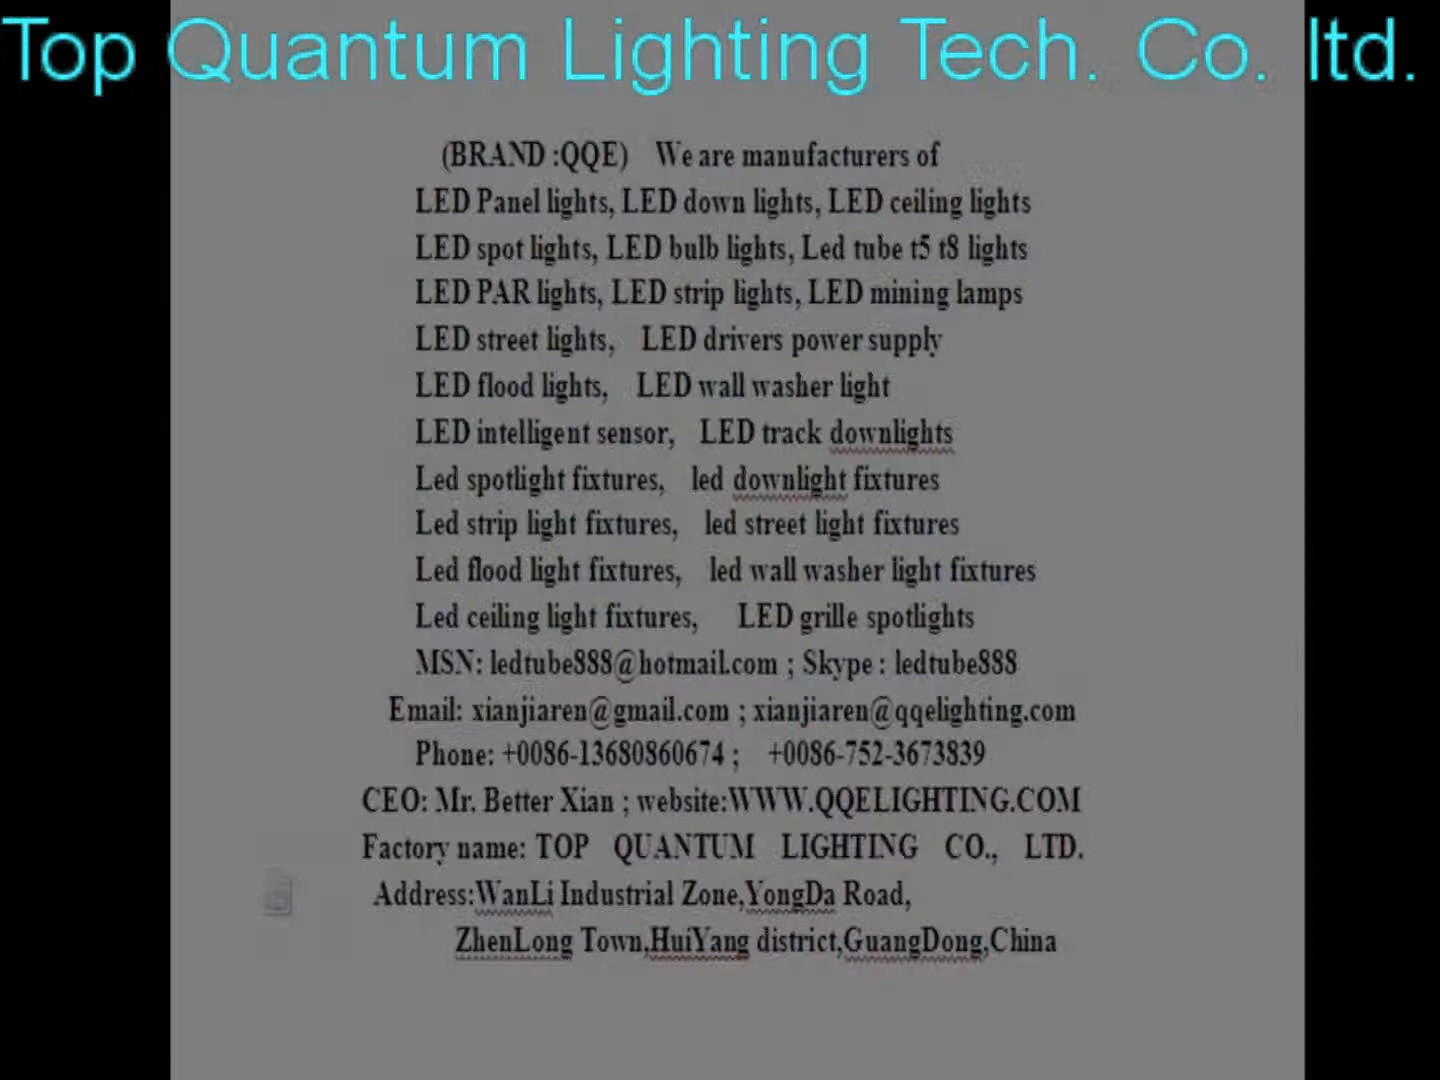 Top Quantum Lighting Tech. Co. ltd.
(BRAND :QQE) We are manufacturers of
LED Panel lights, LED down lights, LED ceiling lights
LED spot lights, LED bulb lights, Led tube t5 t8 lights
LED PAR lights, LED strip lights, LED mining lamps
LED street lights, LED drivers power supply
LED flood lights, LED wall washer light
LED intelligent sensor, LED track downlights
Led spotlight fixtures, led downlight fixtures
Led strip light fixtures, led street light fixtures
Led flood light fixtures, led wall washer light fixtures
Led ceiling light fixtures, LED grille spotlights
MSN: ledtube888@hotmail.com ; Skype : ledtube888
Email: xianjiaren@gmail.com ; xianjiaren@qqelighting.com
Phone: +0086-13680860674 ; +0086-752-3673839
CEO: Mr. Better Xian ; website:WWW.QQELIGHTING.COM
Factory name: TOP QUANTUM LIGHTING CO., LTD.
Address:WanLi Industrial Zone,YongDa Road,
ZhenLong Town,HuiYang district,GuangDong,China